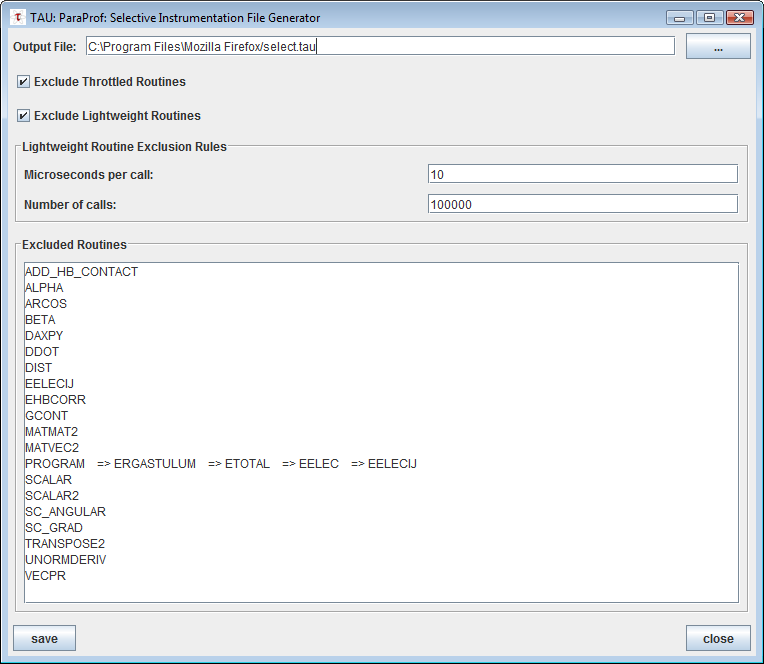 TAU: ParaProf: Selective Instrumentation File Generator
Output File: C:\Program Files\Mozilla Firefox/select.tau ...
Exclude Throttled Routines
Exclude Lightweight Routines
Lightweight Routine Exclusion Rules
Microseconds per call: 10
Number of calls: 100000
Excluded Routines
ADD_HB_CONTACT
ALPHA
ARCOS
BETA
DAXPY
DDOT
DIST
EELECIJ
EHBCORR
GCONT
MATMAT2
MATVEC2
PROGRAM => ERGASTULUM => ETOTAL => EELEC => EELECIJ
SCALAR
SCALAR2
SC_ANGULAR
SC_GRAD
TRANSPOSE2
UNORMDERIV
VECPR
save close